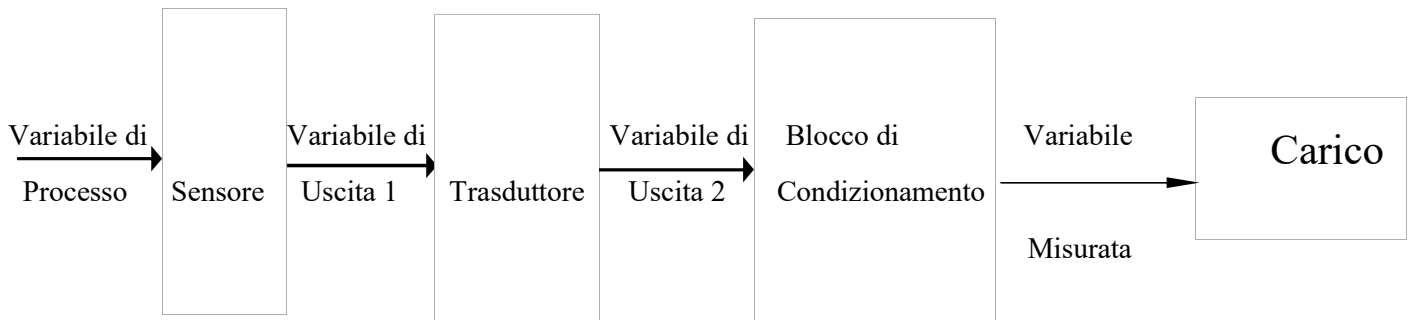 Variabile di
Processo
Sensore
Variabile di
Uscita 1
Trasduttore
Variabile di
Uscita 2
Blocco di
Condizionamento
Variabile
Misurata
Carico